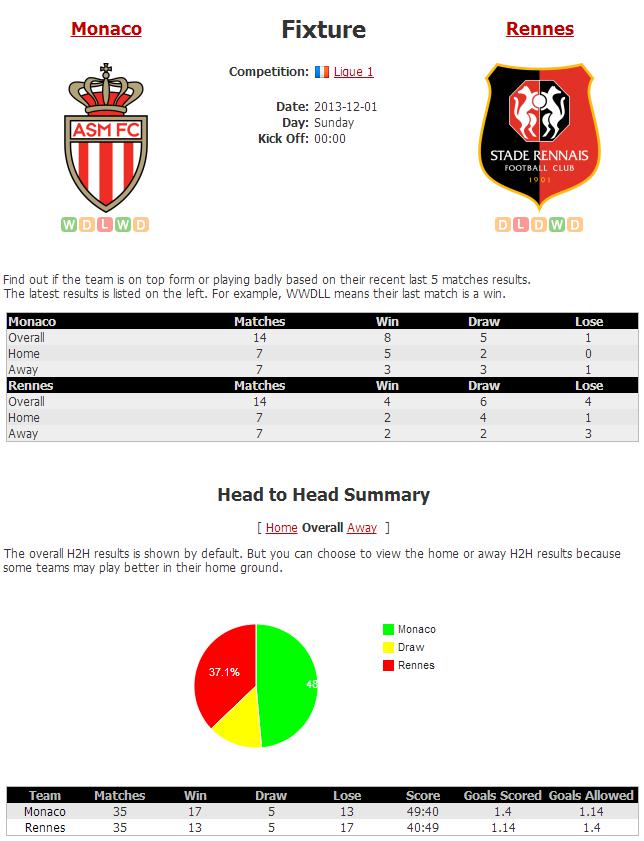 Monaco
Fixture
Rennes
Competition: Ligue 1
Date: 2013-12-01
Day: Sunday
Kick Off: 00:00
ASM FC
STADE RENNAIS
FOOTBALL CLUB
1901
W D L W D
D L D W D
Find out if the team is on top form or playing badly based on their recent last 5 matches results.
The latest results is listed on the left. For example, WWDLL means their last match is a win.
Monaco Matches Win Draw Lose
Overall 14 8 5 1
Home 7 5 2 0
Away 7 3 3 1
Rennes Matches Win Draw Lose
Overall 14 4 6 4
Home 7 2 4 1
Away 7 2 2 3
Head to Head Summary
[ Home Overall Away ]
The overall H2H results is shown by default. But you can choose to view the home or away H2H results because
some teams may play better in their home ground.
Monaco
Draw
Rennes
37.1%
48
Team Matches Win Draw Lose Score Goals Scored Goals Allowed
Monaco 35 17 5 13 49:40 1.4 1.14
Rennes 35 13 5 17 40:49 1.14 1.4